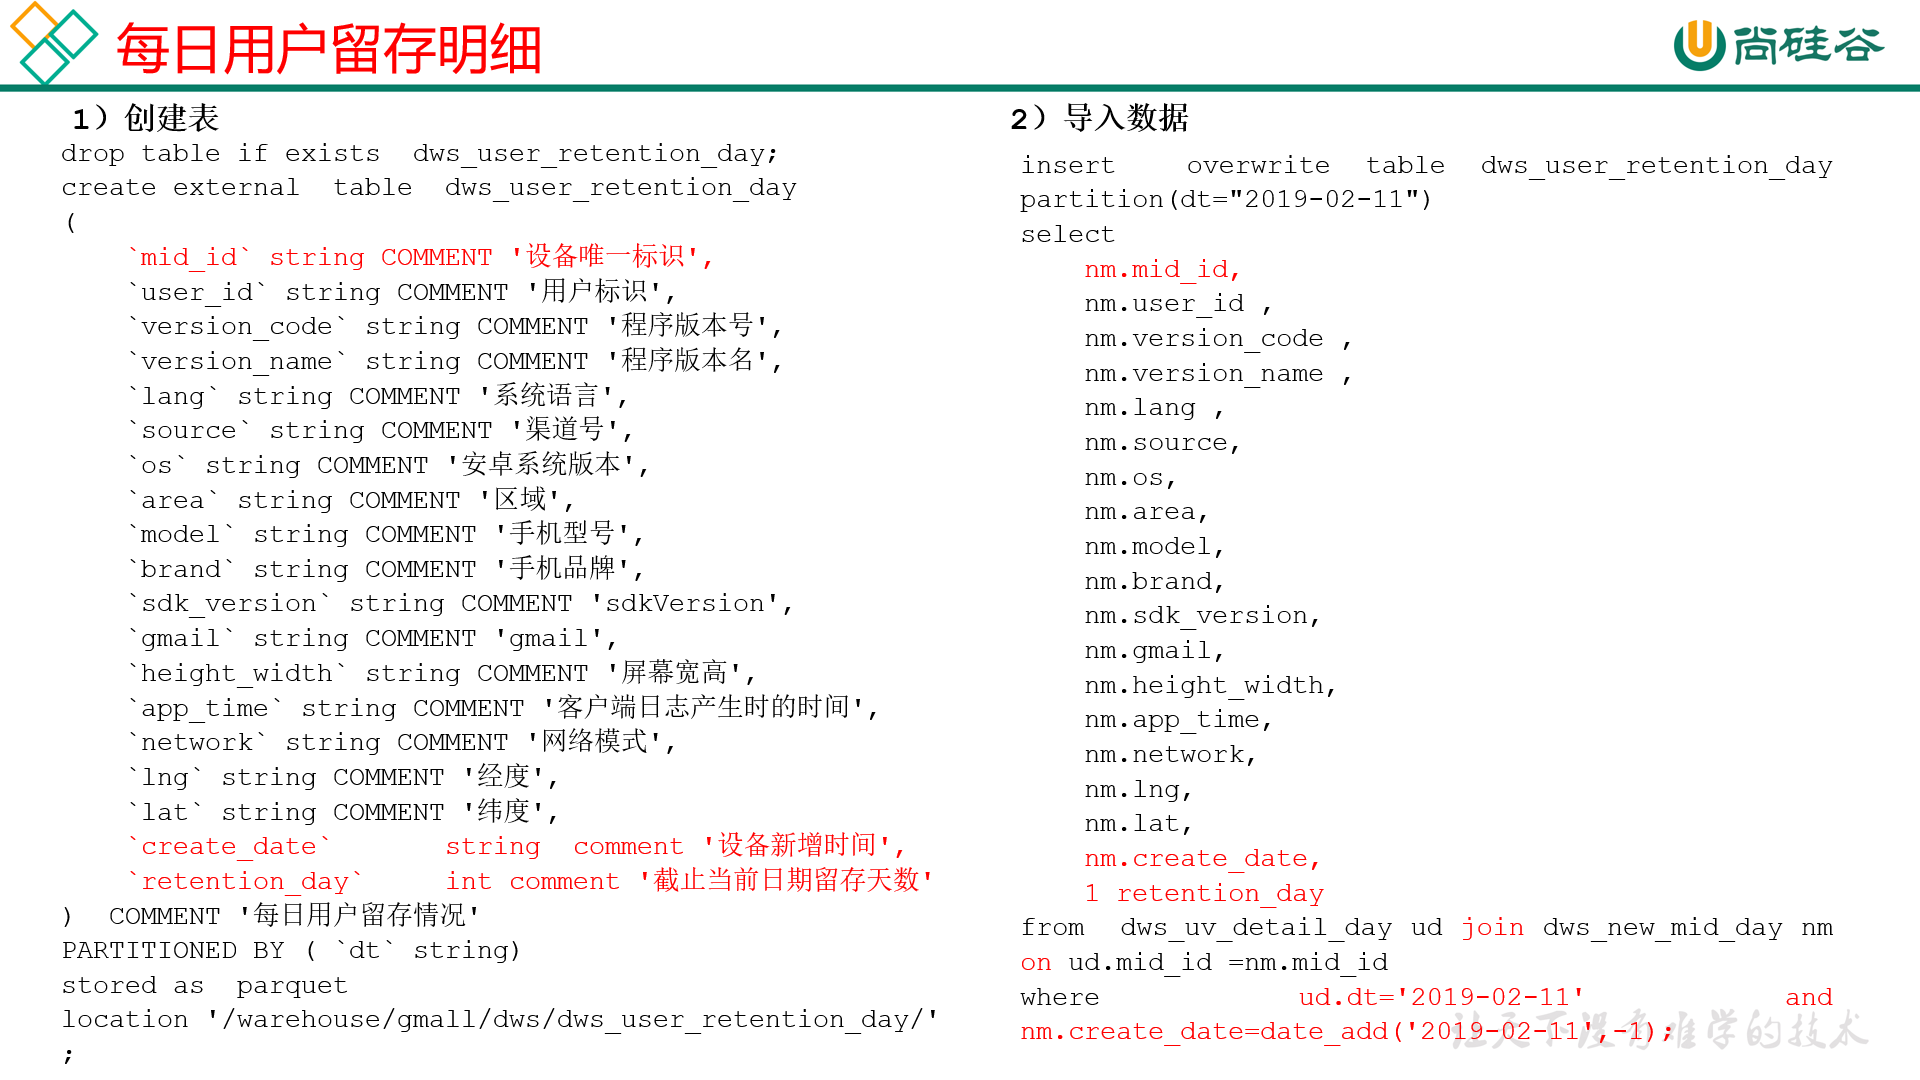 每日用户留存明细
尚硅谷
1）创建表
drop table if exists  dws_user_retention_day;
create external  table  dws_user_retention_day
(
    `mid_id` string COMMENT '设备唯一标识',
    `user_id` string COMMENT '用户标识',
    `version_code` string COMMENT '程序版本号',
    `version_name` string COMMENT '程序版本名',
    `lang` string COMMENT '系统语言',
    `source` string COMMENT '渠道号',
    `os` string COMMENT '安卓系统版本',
    `area` string COMMENT '区域',
    `model` string COMMENT '手机型号',
    `brand` string COMMENT '手机品牌',
    `sdk_version` string COMMENT 'sdkVersion',
    `gmail` string COMMENT 'gmail',
    `height_width` string COMMENT '屏幕宽高',
    `app_time` string COMMENT '客户端日志产生时的时间',
    `network` string COMMENT '网络模式',
    `lng` string COMMENT '经度',
    `lat` string COMMENT '纬度',
    `create_date`       string  comment '设备新增时间',
    `retention_day`     int comment '截止当前日期留存天数'
)  COMMENT '每日用户留存情况'
PARTITIONED BY ( `dt` string)
stored as  parquet
location '/warehouse/gmall/dws/dws_user_retention_day/'
;
2）导入数据
insert overwrite table dws_user_retention_day
partition(dt="2019-02-11")
select
    nm.mid_id,
    nm.user_id ,
    nm.version_code ,
    nm.version_name ,
    nm.lang ,
    nm.source,
    nm.os,
    nm.area,
    nm.model,
    nm.brand,
    nm.sdk_version,
    nm.gmail,
    nm.height_width,
    nm.app_time,
    nm.network,
    nm.lng,
    nm.lat,
    nm.create_date,
    1 retention_day
from  dws_uv_detail_day ud join dws_new_mid_day nm
on ud.mid_id =nm.mid_id
where ud.dt='2019-02-11' and
nm.create_date=date_add('2019-02-11',-1);
让天下没有难学的技术